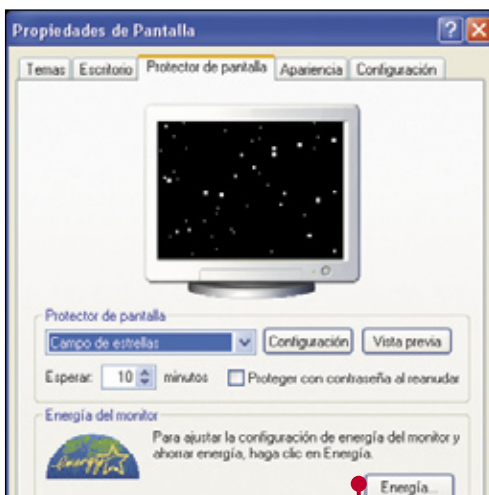 Propiedades de Pantalla
Temas Escritorio Protector de pantalla Apariencia Configuración
Protector de pantalla
Campo de estrellas Configuración Vista previa
Esperar: 10 minutos Proteger con contraseña al reanudar
Energía del monitor
Para ajustar la configuración de energía del monitor y
ahorrar energía, haga clic en Energía.
energy
Energía...